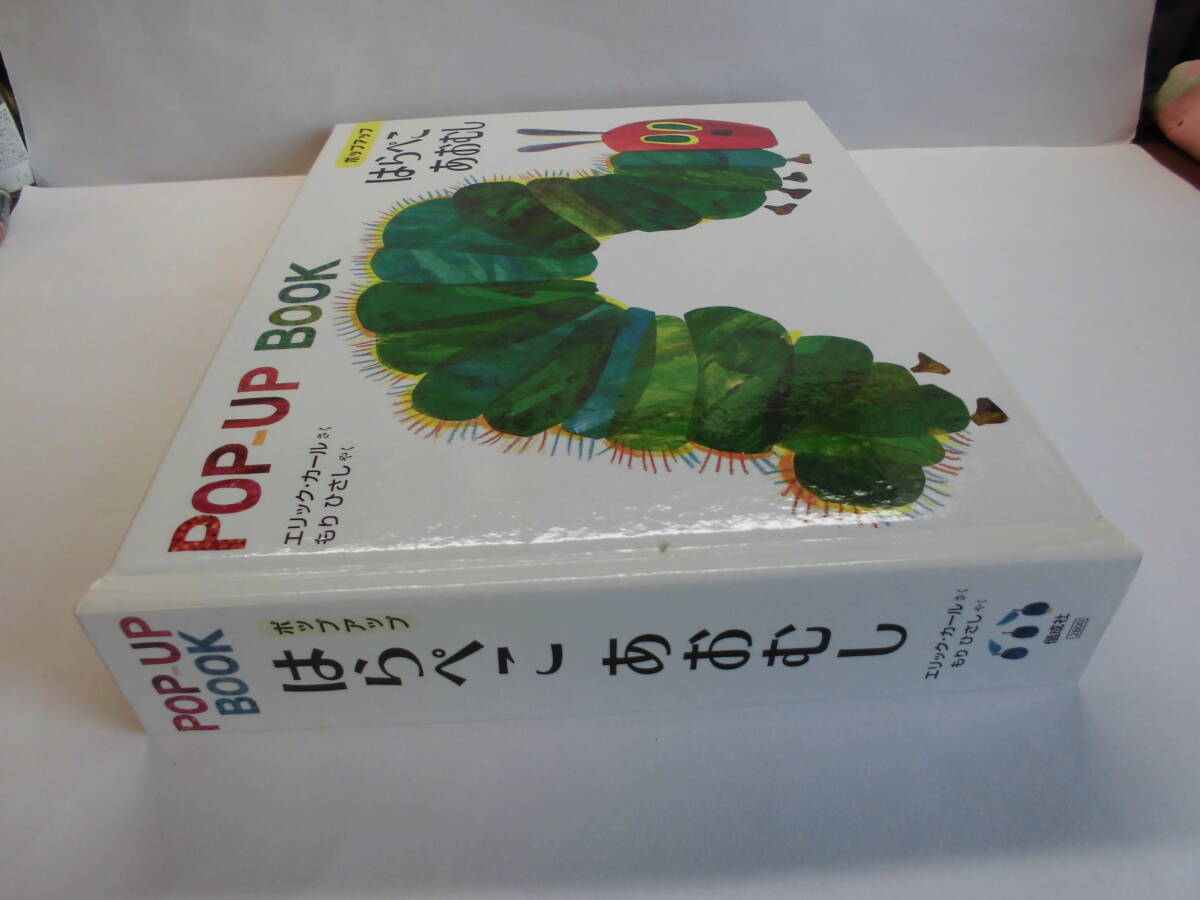 ポップアップ
はらぺこ
あおむし
POP-UP BOOK
エリック・カール さく
もり ひさし やく
POP-UP
BOOK
ポップアップ
はらぺこ あおむし
エリック・カール さく
もり ひさし やく
偕成社